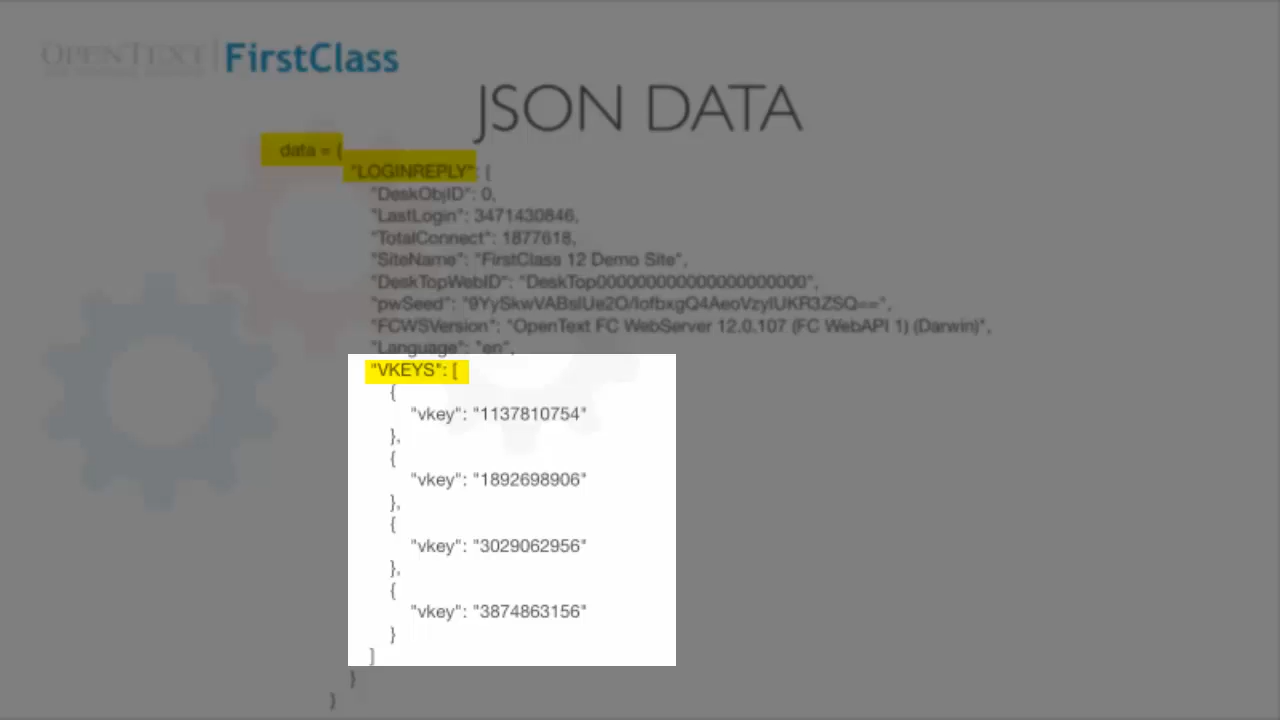 OPENTEXT | FirstClass
JSON DATA
data = {
"LOGINREPLY": {
"DeskObjID": 0,
"LastLogin": 3471430846,
"TotalConnect": 1877618,
"SiteName": "FirstClass 12 Demo Site",
"DeskTopWebID": "DeskTop000000000000000000000",
"FCWSVersion": "OpenText FC WebServer 12.0.107 (FC WebAPI 1) (Darwin)",
"Language": "en",
"VKEYS": [
{
"vkey": "1137810754"
},
{
"vkey": "1892698906"
},
{
"vkey": "3029062956"
},
{
"vkey": "3874863156"
}
]
}
}